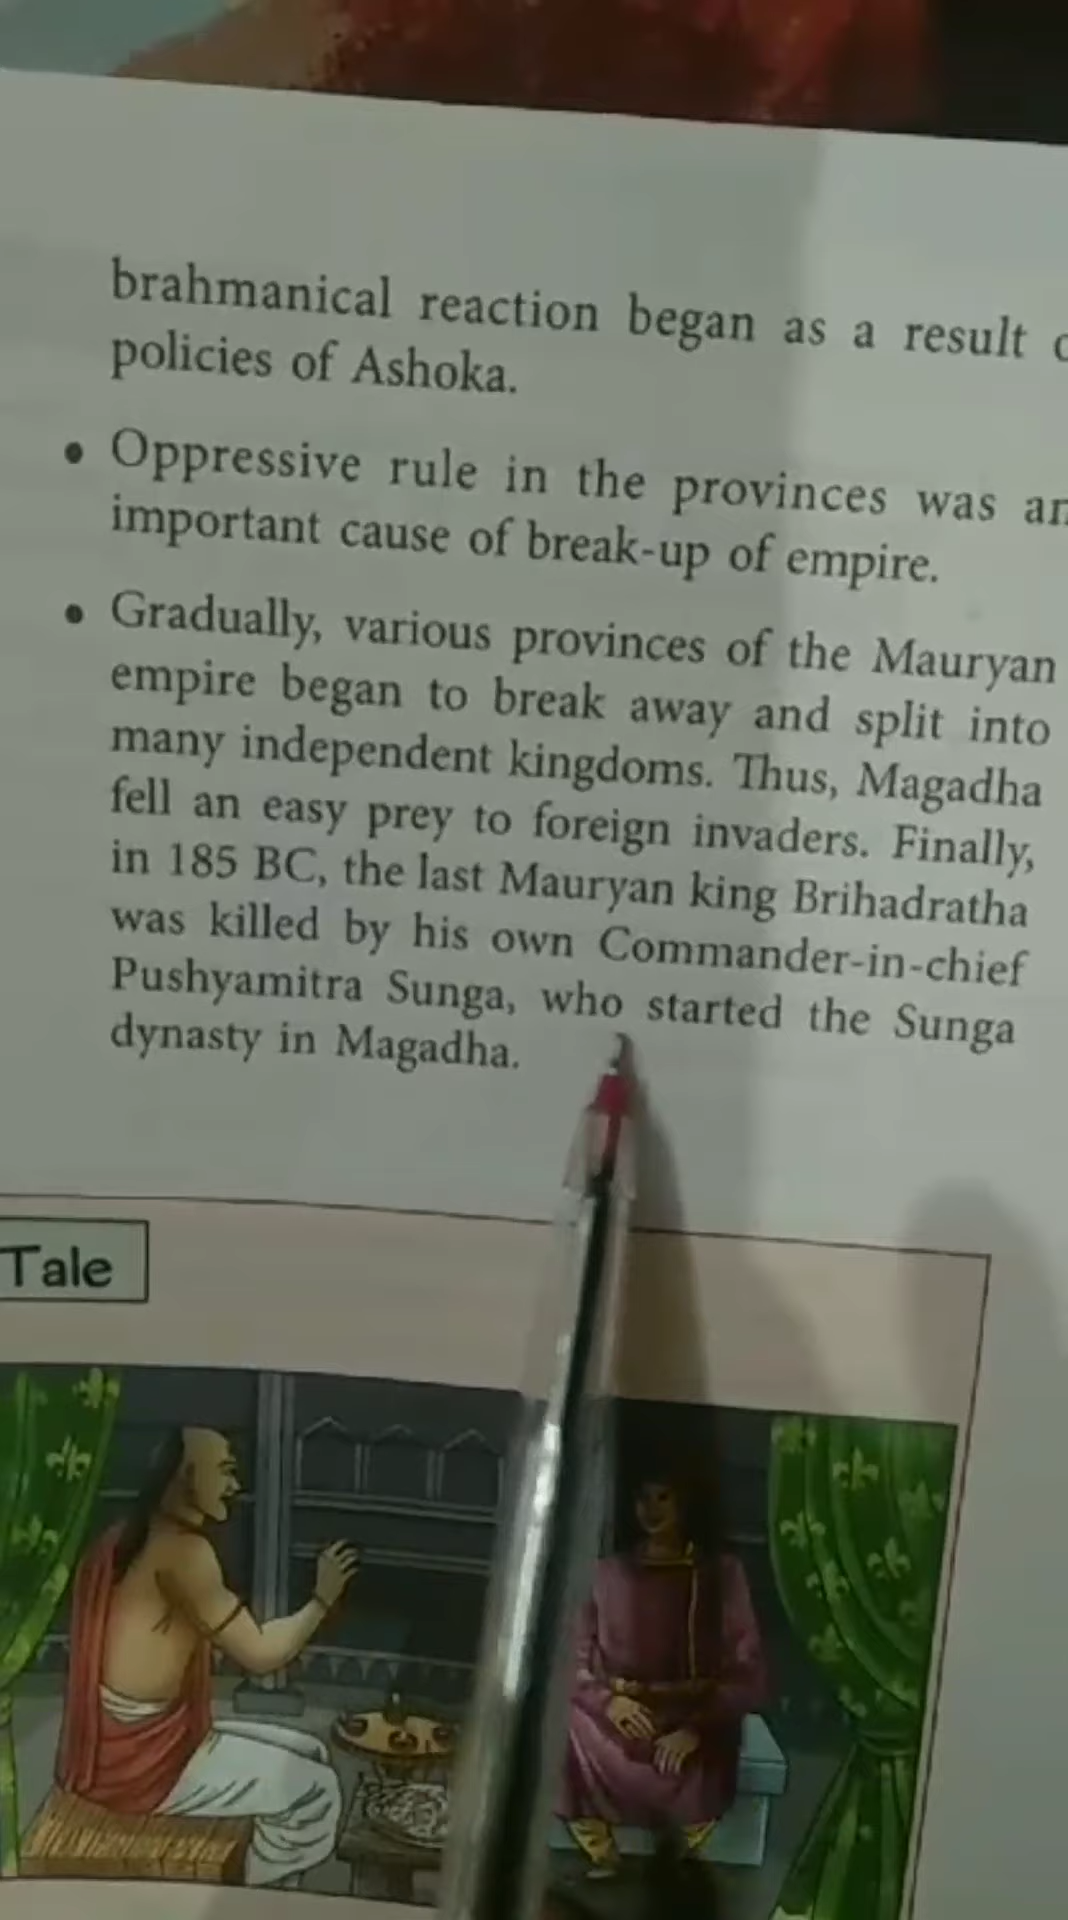 brahmanical reaction began as a result
policies of Ashoka.
• Oppressive rule in the provinces was an
important cause of break-up of empire.
• Gradually, various provinces of the Mauryan
empire began to break away and split into
many independent kingdoms. Thus, Magadha
fell an easy prey to foreign invaders. Finally,
in 185 BC, the last Mauryan king Brihadratha
was killed by his own Commander-in-chief
Pushyamitra Sunga, who started the Sunga
dynasty in Magadha.
Tale